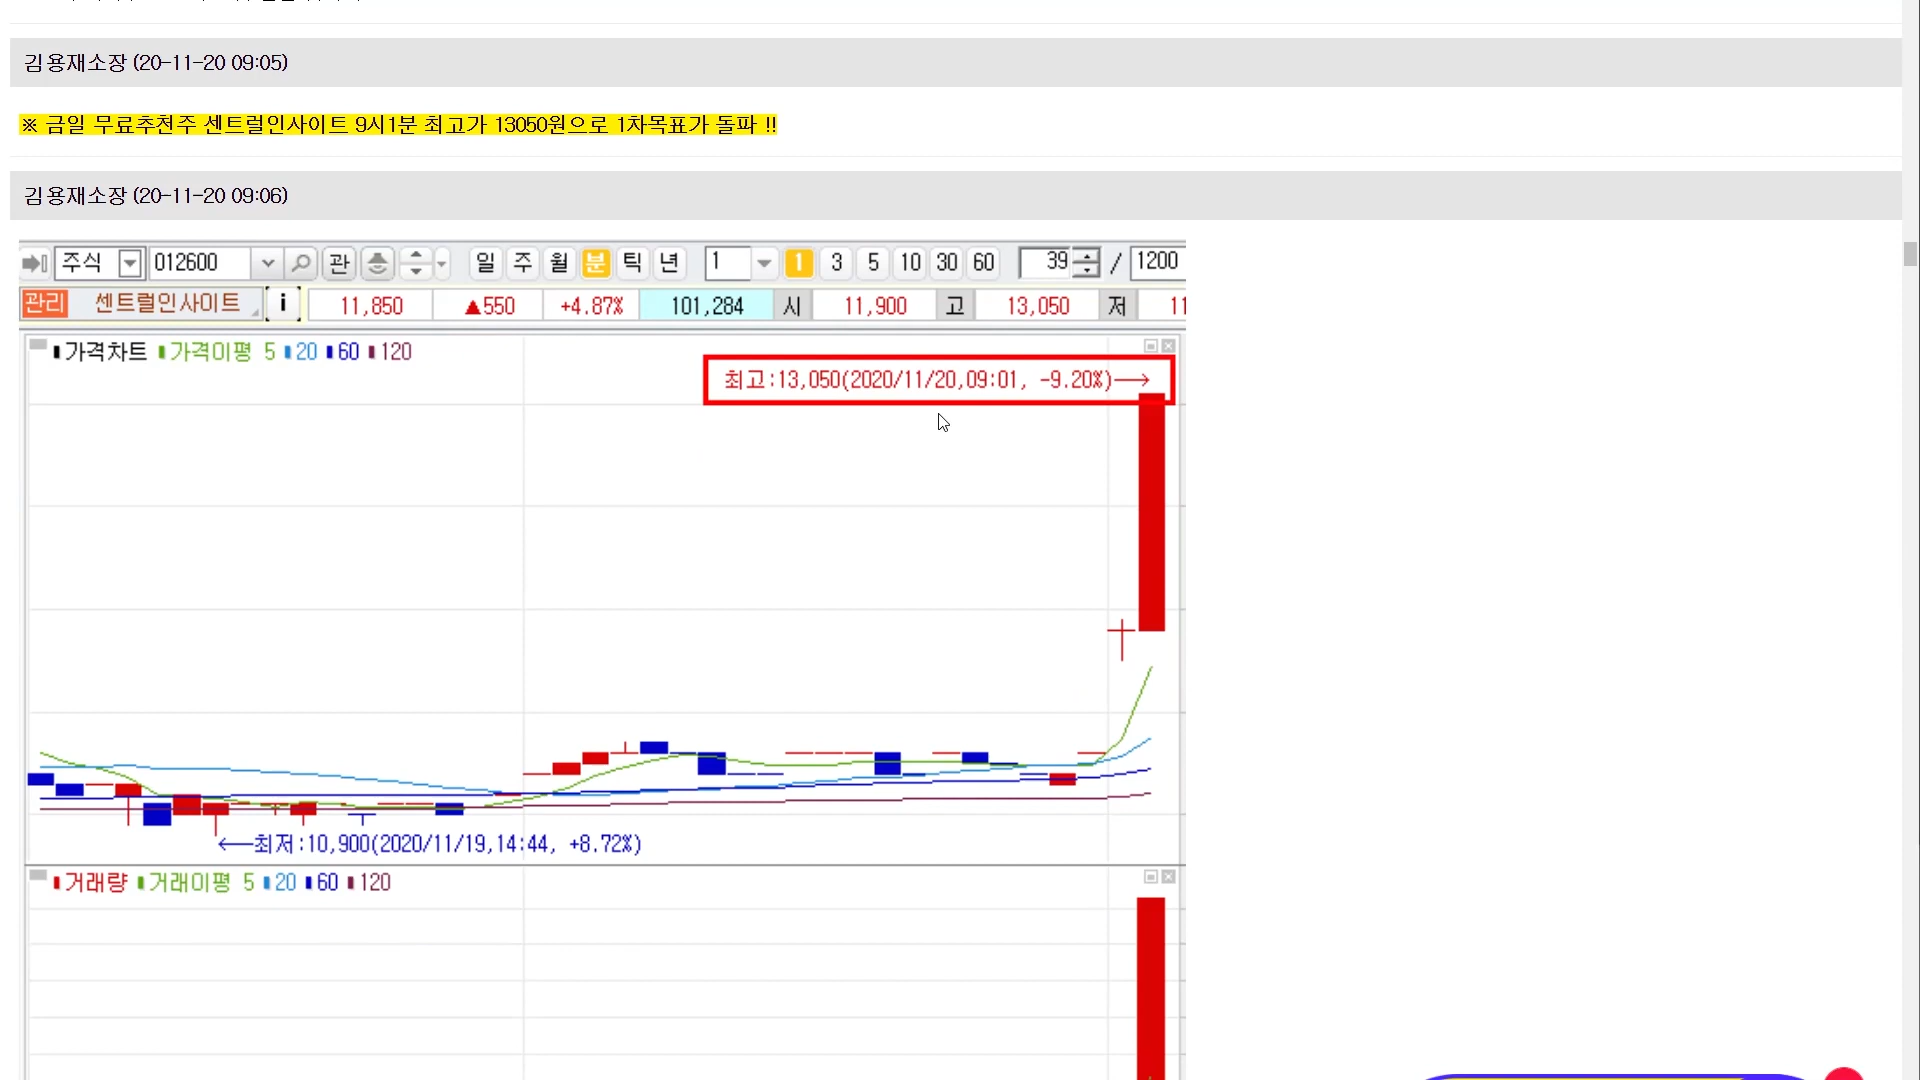 김용재소장 (20-11-20 09:05)
※ 금일 무료추천주 센트럴인사이트 9시1분 최고가 13050원으로 1차목표가 돌파 !!
김용재소장 (20-11-20 09:06)
주식 012600 관 일 주 월 분 틱 년 1 1 3 5 10 30 60 39 / 1200
관리 센트럴인사이트 i 11,850 ▲550 +4.87% 101,284 시 11,900 고 13,050 저 11
가격차트 가격이평 5 20 60 120
최고:13,050(2020/11/20,09:01, -9.20%)→
←최저:10,900(2020/11/19,14:44, +8.72%)
거래량 거래이평 5 20 60 120